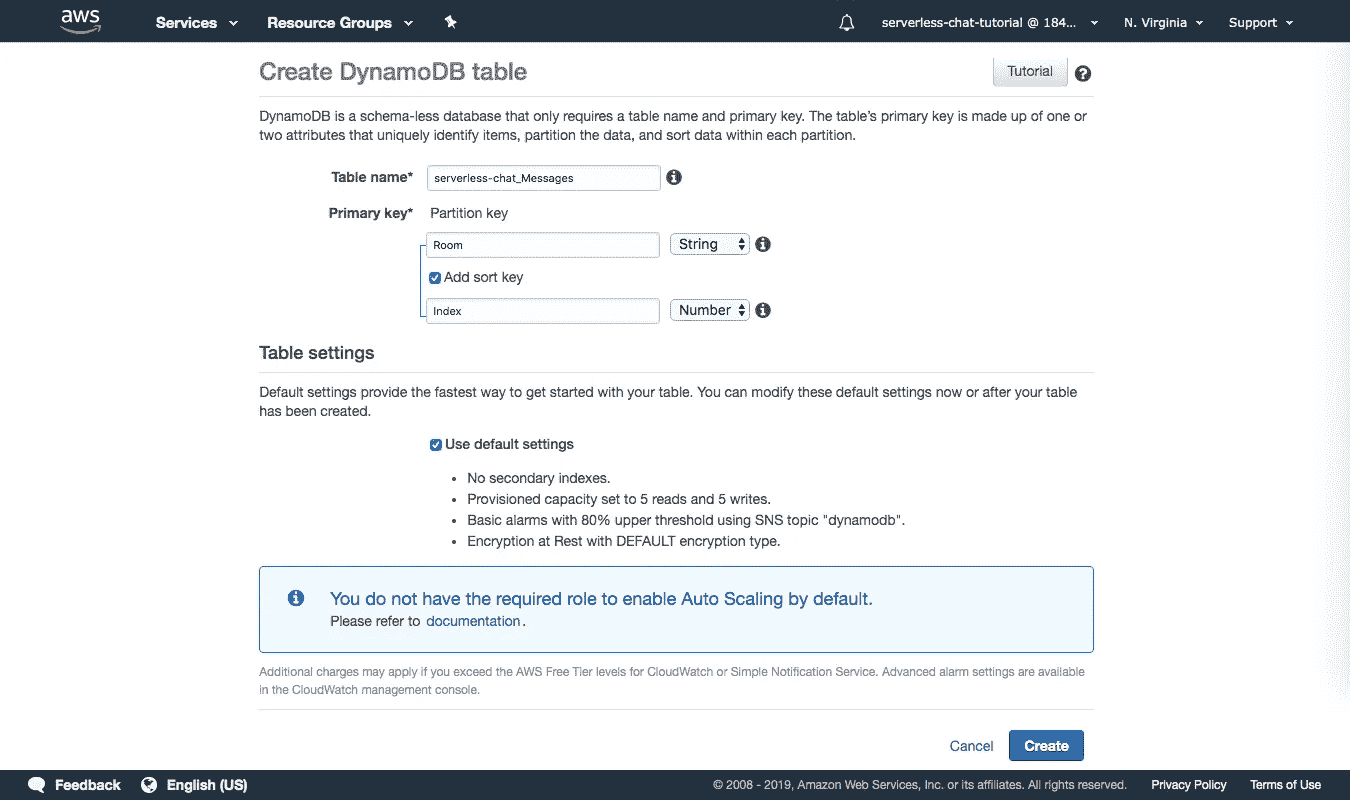 aws Services Resource Groups serverless-chat-tutorial @ 184... N. Virginia Support
Create DynamoDB table Tutorial
DynamoDB is a schema-less database that only requires a table name and primary key. The table's primary key is made up of one or
two attributes that uniquely identify items, partition the data, and sort data within each partition.
Table name* serverless-chat_Messages
Primary key* Partition key
Room String
Add sort key
Index Number
Table settings
Default settings provide the fastest way to get started with your table. You can modify these default settings now or after your table
has been created.
Use default settings
• No secondary indexes.
• Provisioned capacity set to 5 reads and 5 writes.
• Basic alarms with 80% upper threshold using SNS topic "dynamodb".
• Encryption at Rest with DEFAULT encryption type.
You do not have the required role to enable Auto Scaling by default.
Please refer to documentation.
Additional charges may apply if you exceed the AWS Free Tier levels for CloudWatch or Simple Notification Service. Advanced alarm settings are available
in the CloudWatch management console.
Cancel Create
Feedback English (US) © 2008 - 2019, Amazon Web Services, Inc. or its affiliates. All rights reserved. Privacy Policy Terms of Use